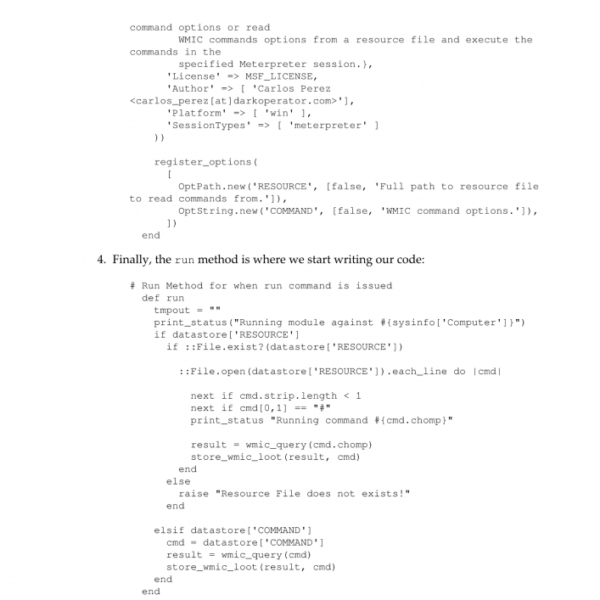 command options or read
WMIC commands options from a resource file and execute the
commands in the
specified Meterpreter session.),
'License' => MSF_LICENSE,
'Author' => [ 'Carlos Perez
<carlos_perez[at]darkoperator.com>'],
'Platform' => [ 'win' ],
'SessionTypes' => [ 'meterpreter' ]
))
register_options(
[
OptPath.new('RESOURCE', [false, 'Full path to resource file
to read commands from.']),
OptString.new('COMMAND', [false, 'WMIC command options.']),
])
end
4. Finally, the run method is where we start writing our code:
# Run Method for when run command is issued
def run
tmpout = ""
print_status("Running module against #{sysinfo['Computer']}")
if datastore['RESOURCE']
if ::File.exist?(datastore['RESOURCE'])
::File.open(datastore['RESOURCE']).each_line do |cmd|
next if cmd.strip.length < 1
next if cmd[0,1] == "#"
print_status "Running command #{cmd.chomp}"
result = wmic_query(cmd.chomp)
store_wmic_loot(result, cmd)
end
else
raise "Resource File does not exists!"
end
elsif datastore['COMMAND']
cmd = datastore['COMMAND']
result = wmic_query(cmd)
store_wmic_loot(result, cmd)
end
end